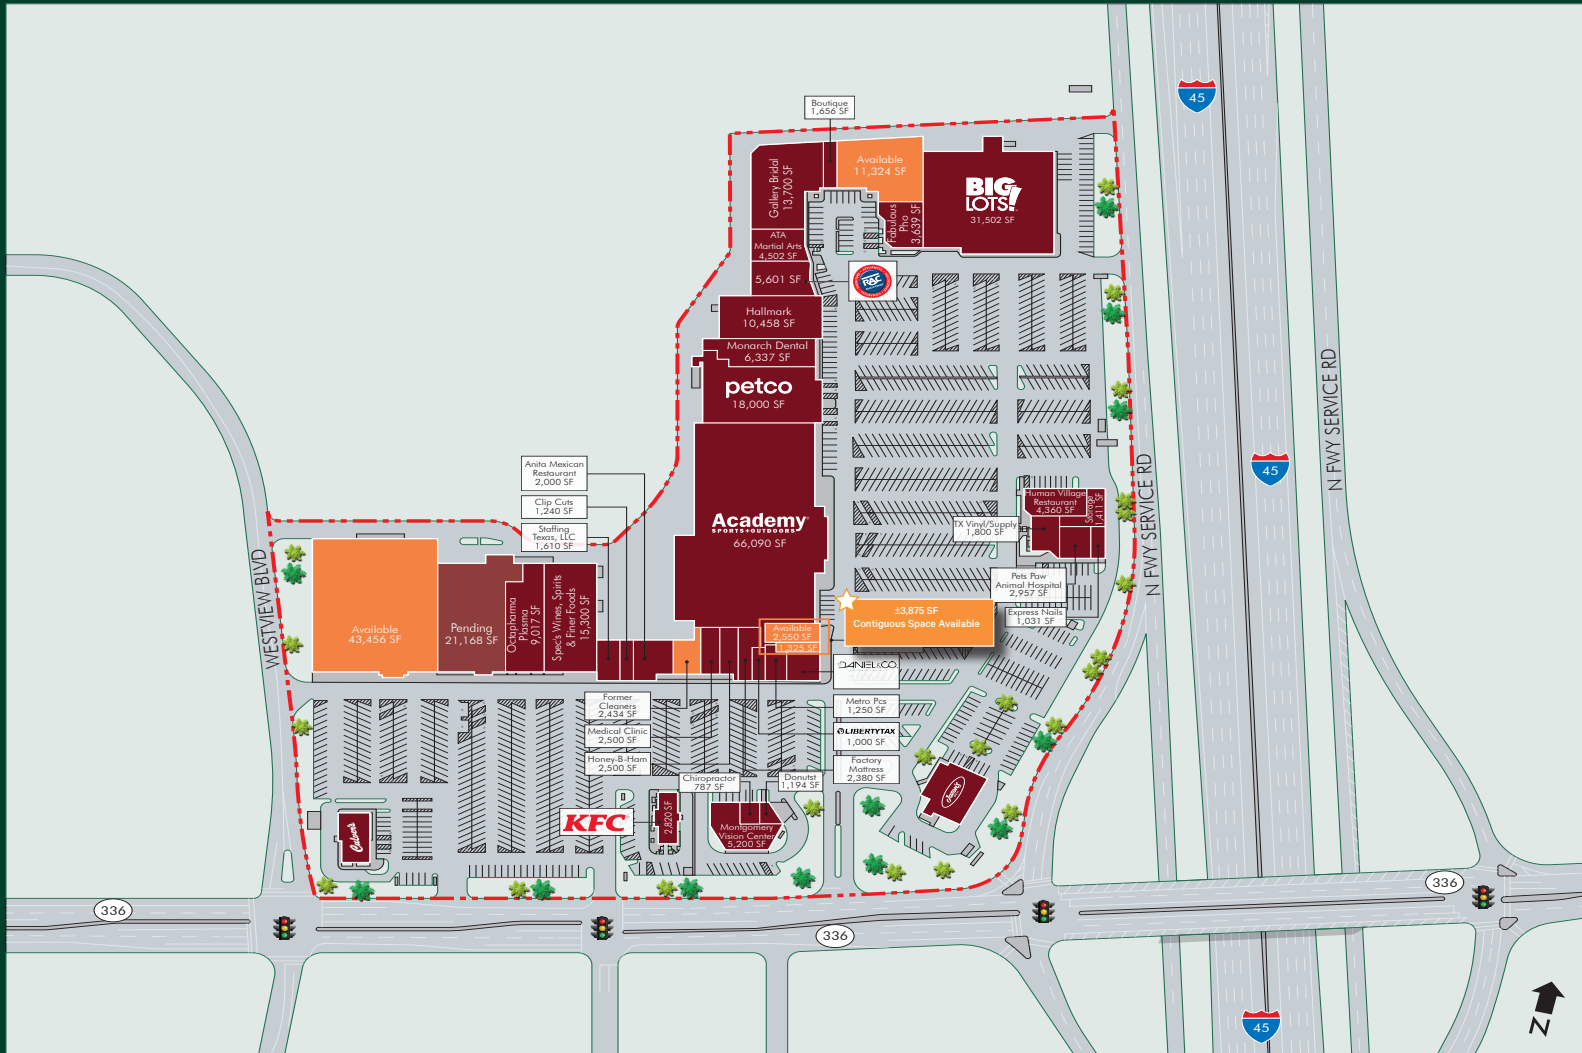 Boutique
1,656 SF
45
Available
11,324 SF
Gallery Bridal
13,700 SF
BIG
LOTS!
31,502 SF
Fabulous
Pho
3,639 SF
ATA
Martial Arts
4,502 SF
5,601 SF
RAC
Hallmark
10,458 SF
Monarch Dental
6,337 SF
petco
18,000 SF
N FWY SERVICE RD
N FWY SERVICE RD
45
Anita Mexican
Restaurant
2,000 SF
Clip Cuts
1,240 SF
Staffing
Texas, LLC
1,610 SF
Academy
SPORTS+OUTDOORS
66,090 SF
Human Village
Restaurant
4,360 SF
Storage
1,411 SF
TX Vinyl/Supply
1,800 SF
Pets Paw
Animal Hospital
2,957 SF
Express Nails
1,031 SF
WESTVIEW BLVD
Available
43,456 SF
Pending
21,168 SF
Octapharma
Plasma
9,017 SF
Spec's Wines, Spirits
& Finer Foods
15,300 SF
Available
2,550 SF
1,325 SF
±3,875 SF
Contiguous Space Available
DANIEL&CO.
Former
Cleaners
2,434 SF
Medical Clinic
2,500 SF
Honey-B-Ham
2,500 SF
Metro Pcs
1,250 SF
LIBERTYTAX
1,000 SF
Factory
Mattress
2,380 SF
Chiropractor
787 SF
Donutst
1,194 SF
KFC
2,820 SF
Montgomery
Vision Center
5,200 SF
Culver's
336
336
336
45
N